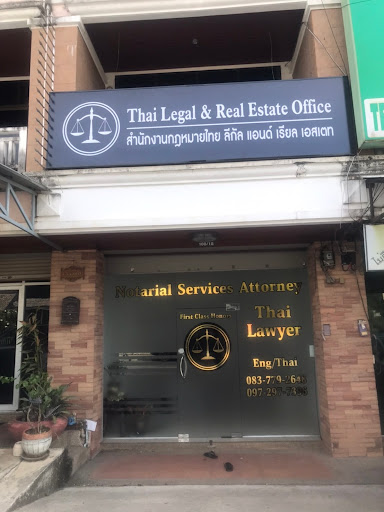 Thai Legal & Real Estate Office
สำนักงานกฎหมายไทย ลีกัล แอนด์ เรียล เอสเตท
Notarial Services Attorney
First Class Honors
Thai
Lawyer
Eng/Thai